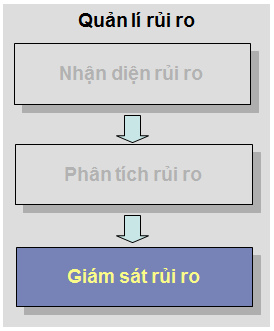 Quản lí rủi ro
Nhận diện rủi ro
Phân tích rủi ro
Giám sát rủi ro